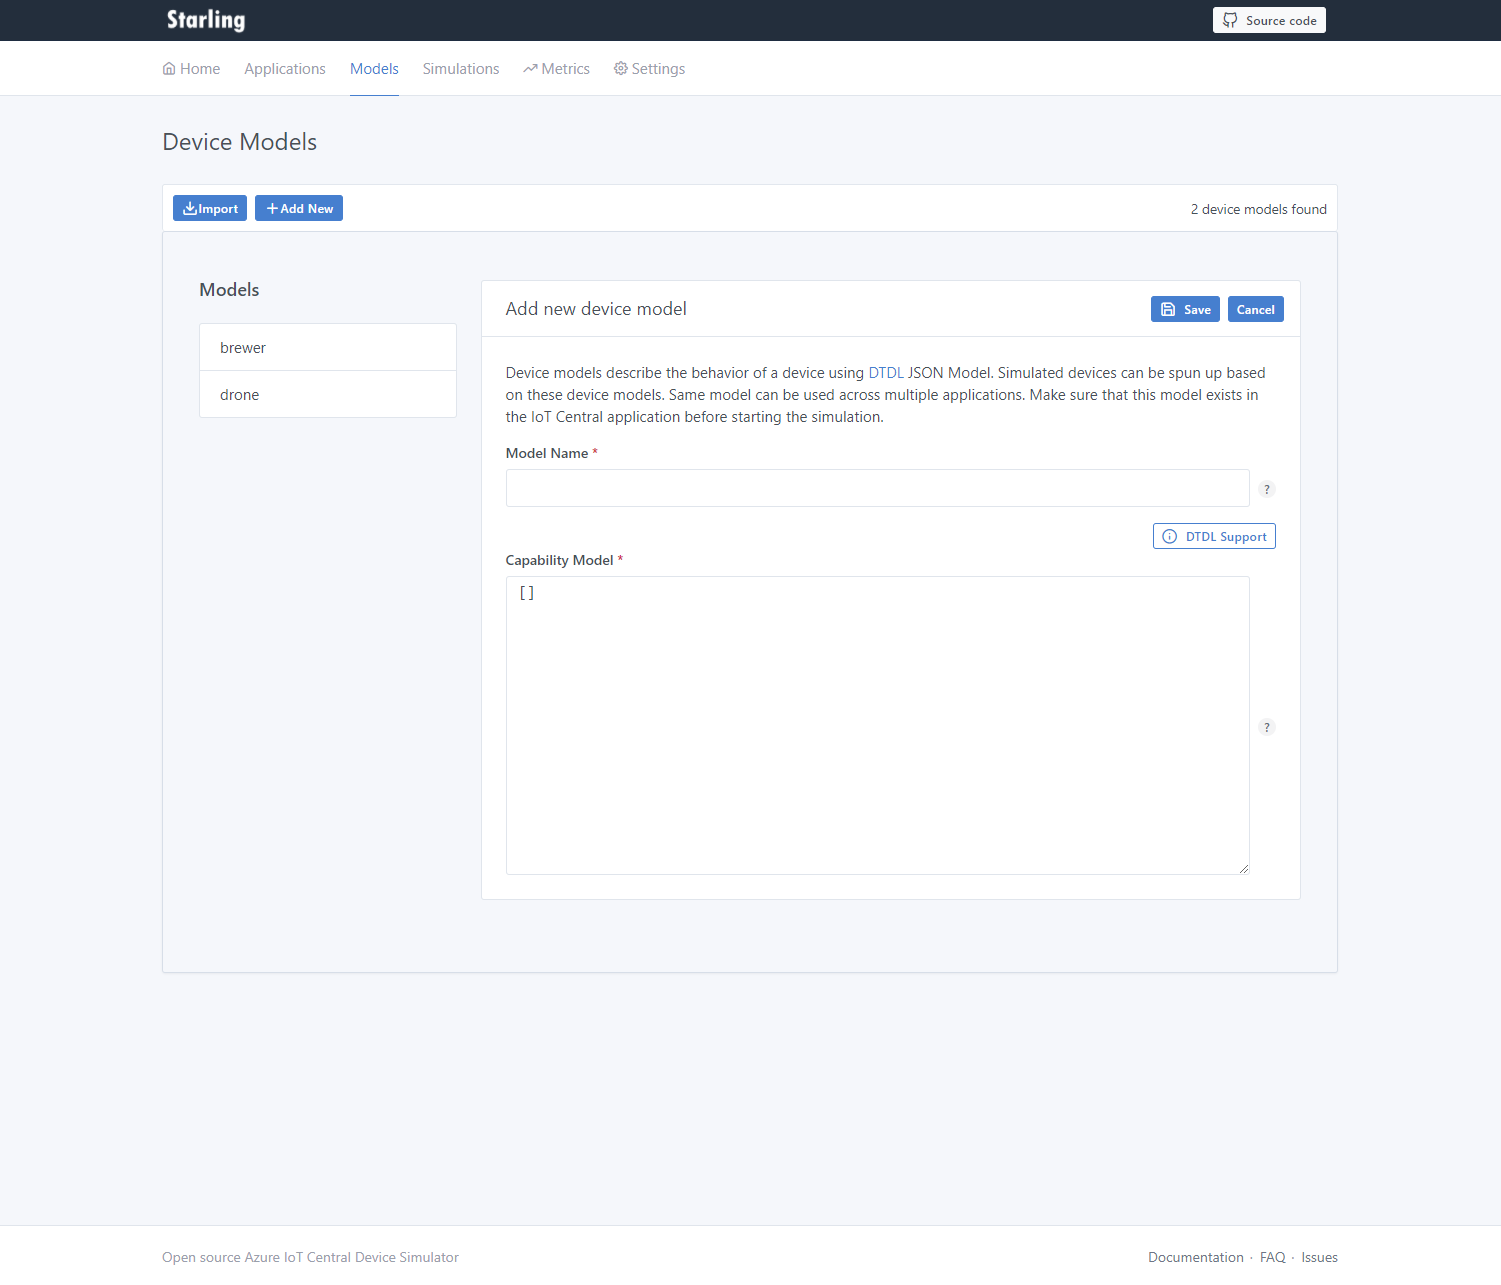 Starling
Source code
Home
Applications
Models
Simulations
Metrics
Settings
Device Models
Import
Add New
2 device models found
Models
brewer
drone
Add new device model
Save
Cancel
Device models describe the behavior of a device using DTDL JSON Model. Simulated devices can be spun up based
on these device models. Same model can be used across multiple applications. Make sure that this model exists in
the IoT Central application before starting the simulation.
Model Name *
?
DTDL Support
Capability Model *
[]
?
Open source Azure IoT Central Device Simulator
Documentation · FAQ · Issues